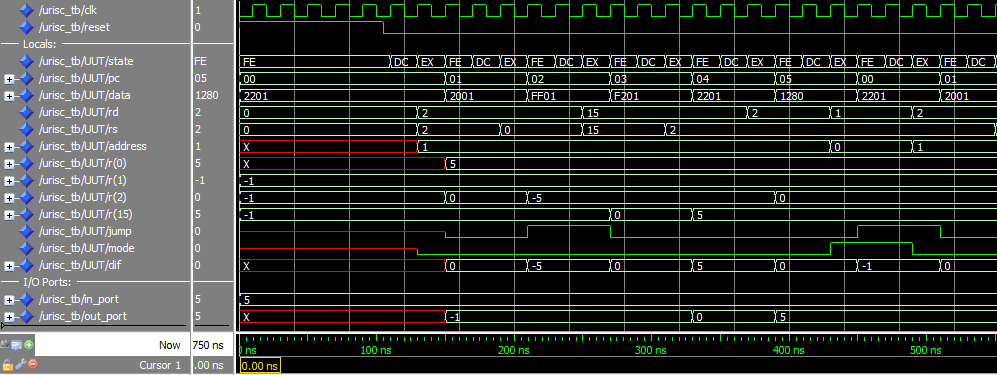 /urisc_tb/clk 1
/urisc_tb/reset 0
Locals:
/urisc_tb/UUT/state FE FE DC EX FE DC EX FE DC EX FE DC EX FE DC EX FE DC EX FE DC EX FE DC
/urisc_tb/UUT/pc 05 00 01 02 03 04 05 00 01
/urisc_tb/UUT/data 1280 2201 2001 FF01 F201 2201 1280 2201 2001
/urisc_tb/UUT/rd 2 0 2 15 2 1 2
/urisc_tb/UUT/rs 2 0 2 0 15 2
/urisc_tb/UUT/address 1 X 1 0 1
/urisc_tb/UUT/r(0) 5 X 5
/urisc_tb/UUT/r(1) -1 -1
/urisc_tb/UUT/r(2) 0 -1 0 -5 0
/urisc_tb/UUT/r(15) 5 -1 0 5
/urisc_tb/UUT/jump 0
/urisc_tb/UUT/mode 0
/urisc_tb/UUT/dif 0 X 0 -5 0 5 0 -1 0
I/O Ports:
/urisc_tb/in_port 5 5
/urisc_tb/out_port 5 X -1 0 5
Now 750 ns 0 ns 100 ns 200 ns 300 ns 400 ns 500 ns
Cursor 1 .00 ns 0.00 ns